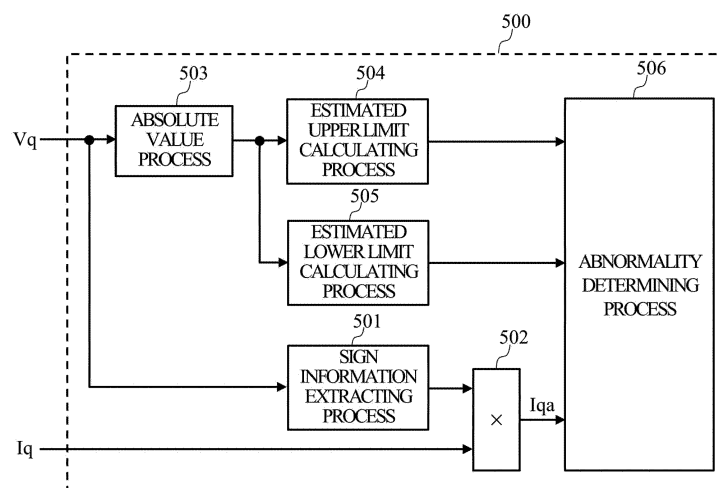 500
503
504
506
ABSOLUTE
VALUE
PROCESS
ESTIMATED
UPPER LIMIT
CALCULATING
PROCESS
Vq
505
ESTIMATED
LOWER LIMIT
CALCULATING
PROCESS
ABNORMALITY
DETERMINING
PROCESS
501
502
SIGN
INFORMATION
EXTRACTING
PROCESS
×
Iqa
Iq